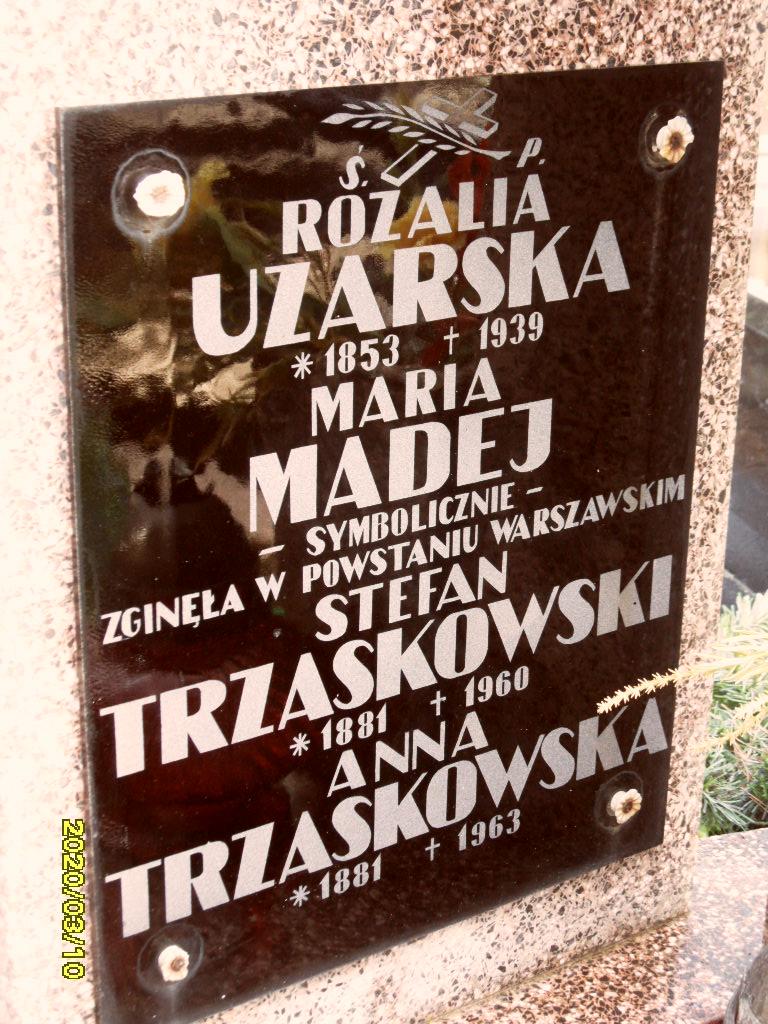 Ś. P.
ROZALIA
UZARSKA
* 1853 † 1939
MARIA
MADEJ
– SYMBOLICZNIE –
ZGINĘŁA W POWSTANIU WARSZAWSKIM
STEFAN
TRZASKOWSKI
* 1881 † 1960
ANNA
TRZASKOWSKA
* 1881 † 1963
2020/03/10